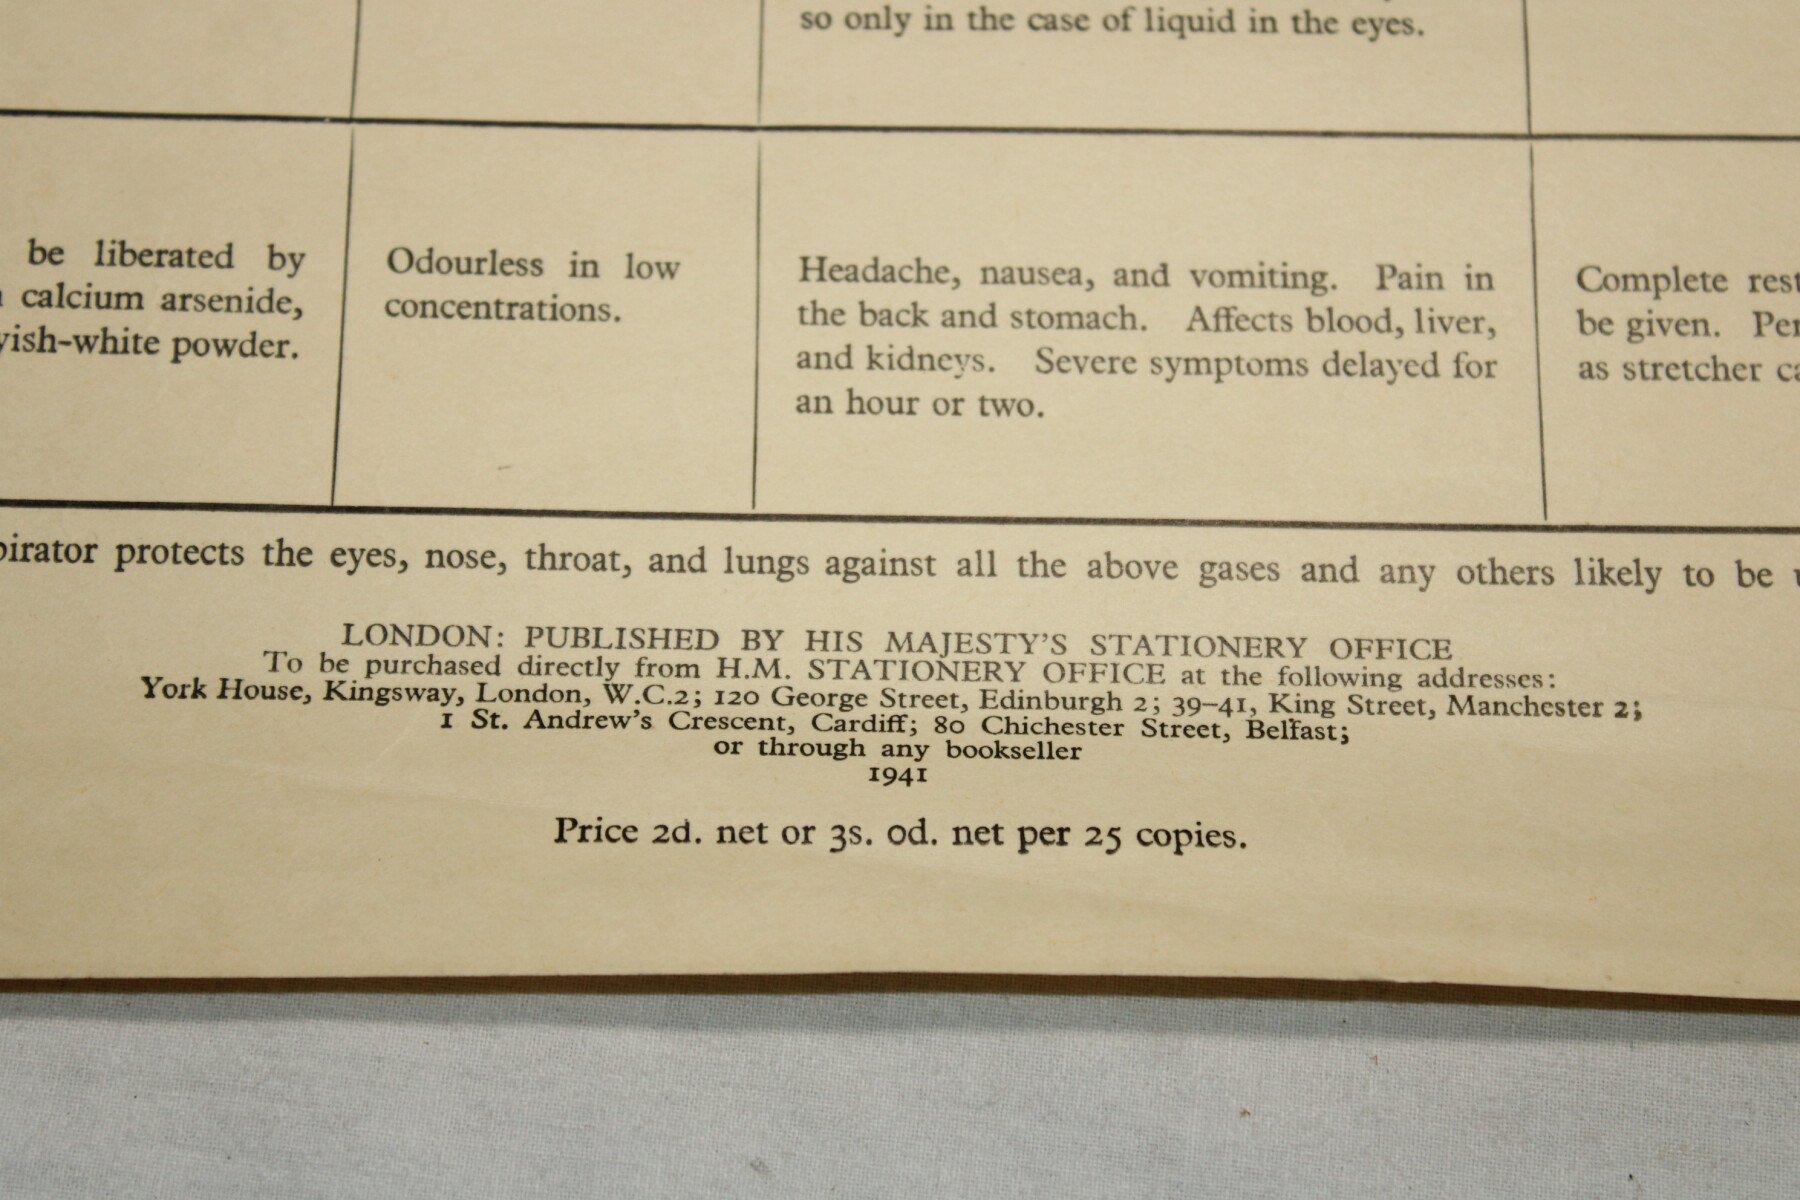 so only in the case of liquid in the eyes.
be liberated by
calcium arsenide,
yish-white powder.
Odourless in low
concentrations.
Headache, nausea, and vomiting. Pain in
the back and stomach. Affects blood, liver,
and kidneys. Severe symptoms delayed for
an hour or two.
Complete rest
be given. Per
as stretcher ca
pirator protects the eyes, nose, throat, and lungs against all the above gases and any others likely to be
LONDON: PUBLISHED BY HIS MAJESTY'S STATIONERY OFFICE
To be purchased directly from H.M. STATIONERY OFFICE at the following addresses:
York House, Kingsway, London, W.C.2; 120 George Street, Edinburgh 2; 39–41, King Street, Manchester 2;
1 St. Andrew's Crescent, Cardiff; 80 Chichester Street, Belfast;
or through any bookseller
1941
Price 2d. net or 3s. 0d. net per 25 copies.